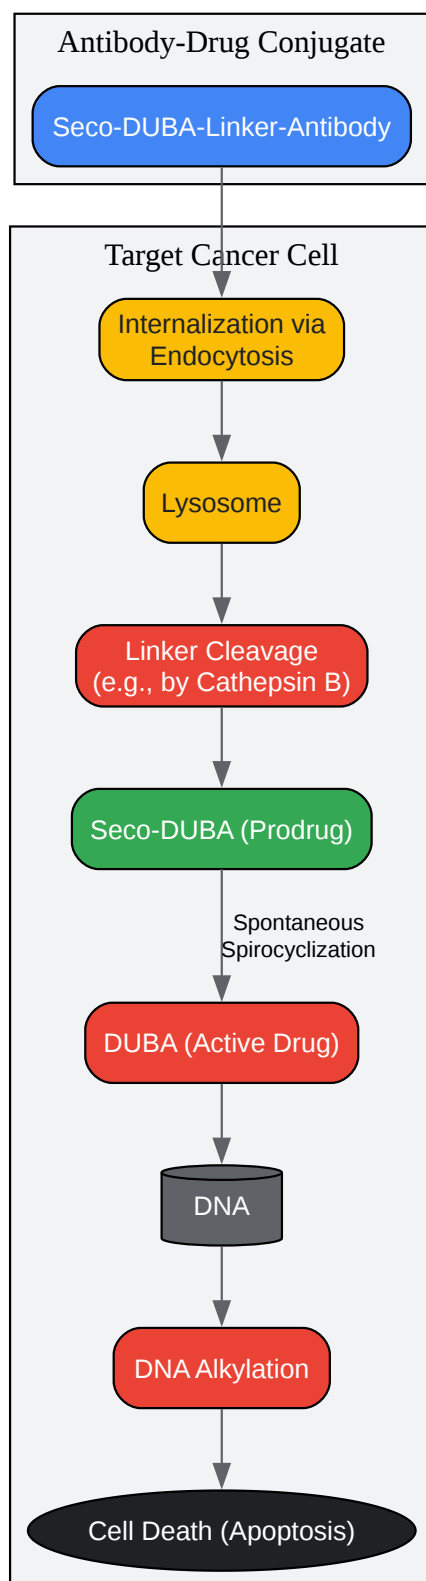 Antibody-Drug Conjugate
Seco-DUBA-Linker-Antibody
Target Cancer Cell
Internalization via
Endocytosis
Lysosome
Linker Cleavage
(e.g., by Cathepsin B)
Seco-DUBA (Prodrug)
Spontaneous
Spirocyclization
DUBA (Active Drug)
DNA
DNA Alkylation
Cell Death (Apoptosis)